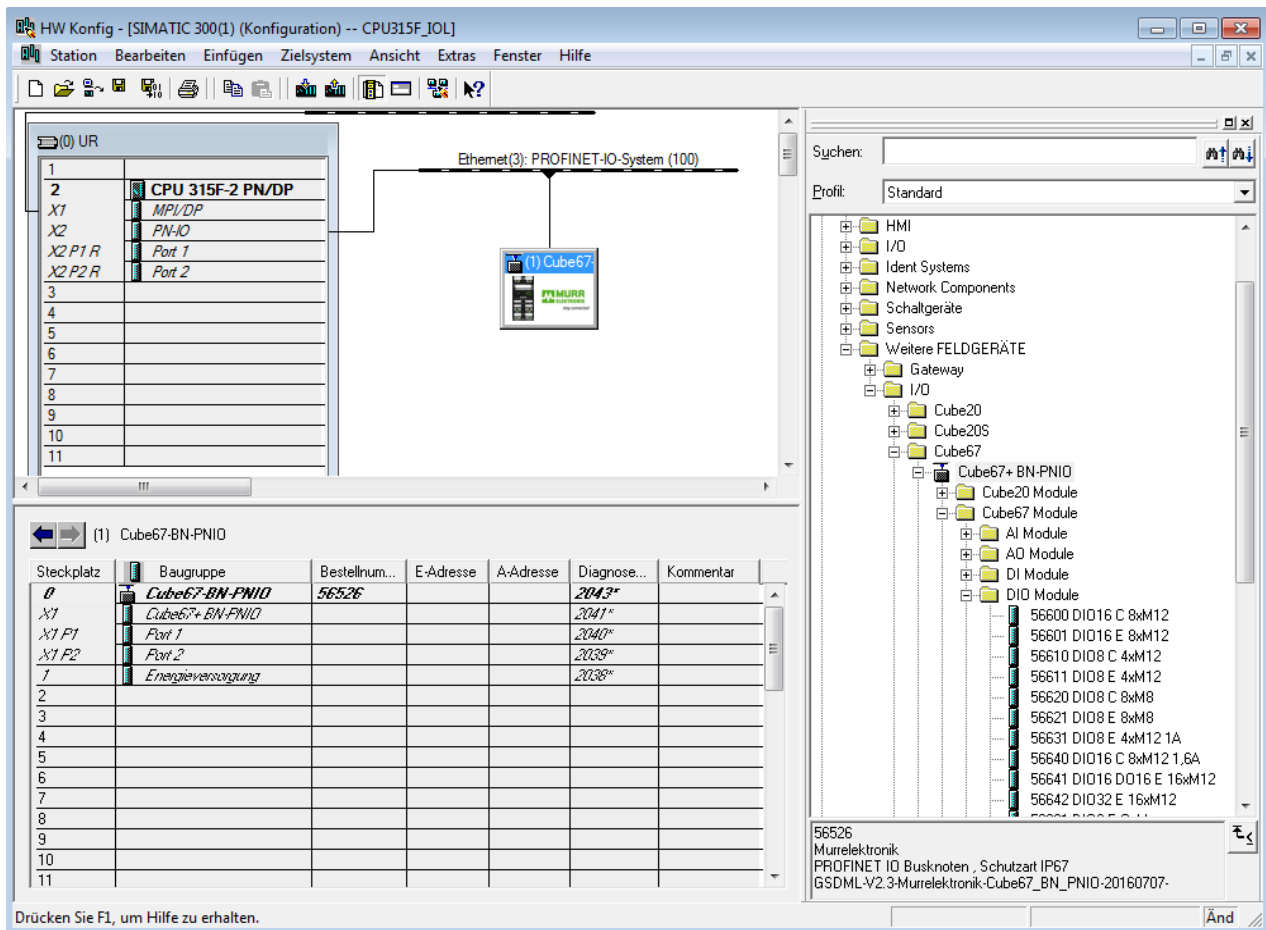 HW Konfig - [SIMATIC 300(1) (Konfiguration) -- CPU315F_IOL]
Station Bearbeiten Einfügen Zielsystem Ansicht Extras Fenster Hilfe
(0) UR
1
2 CPU 315F-2 PN/DP
X1 MPI/DP
X2 PN-IO
X2 P1 R Port 1
X2 P2 R Port 2
3
4
5
6
7
8
9
10
11
Ethernet(3): PROFINET-IO-System (100)
(1) Cube67-
MURR
ELEKTRONIK
stay connected
(1) Cube67-BN-PNIO
Steckplatz Baugruppe Bestellnum... E-Adresse A-Adresse Diagnose... Kommentar
0 Cube67-BN-PNIO 56526 2043*
X1 Cube67+ BN-PNIO 2041*
X1 P1 Port 1 2040*
X1 P2 Port 2 2039*
1 Energieversorgung 2038*
2
3
4
5
6
7
8
9
10
11
Suchen:
Profil: Standard
HMI
I/O
Ident Systems
Network Components
Schaltgeräte
Sensors
Weitere FELDGERÄTE
Gateway
I/O
Cube20
Cube20S
Cube67
Cube67+ BN-PNIO
Cube20 Module
Cube67 Module
AI Module
AO Module
DI Module
DIO Module
56600 DIO16 C 8xM12
56601 DIO16 E 8xM12
56610 DIO8 C 4xM12
56611 DIO8 E 4xM12
56620 DIO8 C 8xM8
56621 DIO8 E 8xM8
56631 DIO8 E 4xM12 1A
56640 DIO16 C 8xM12 1,6A
56641 DIO16 DO16 E 16xM12
56642 DIO32 E 16xM12
56526
Murrelektronik
PROFINET IO Busknoten , Schutzart IP67
GSDML-V2.3-Murrelektronik-Cube67_BN_PNIO-20160707-
Drücken Sie F1, um Hilfe zu erhalten.
Änd